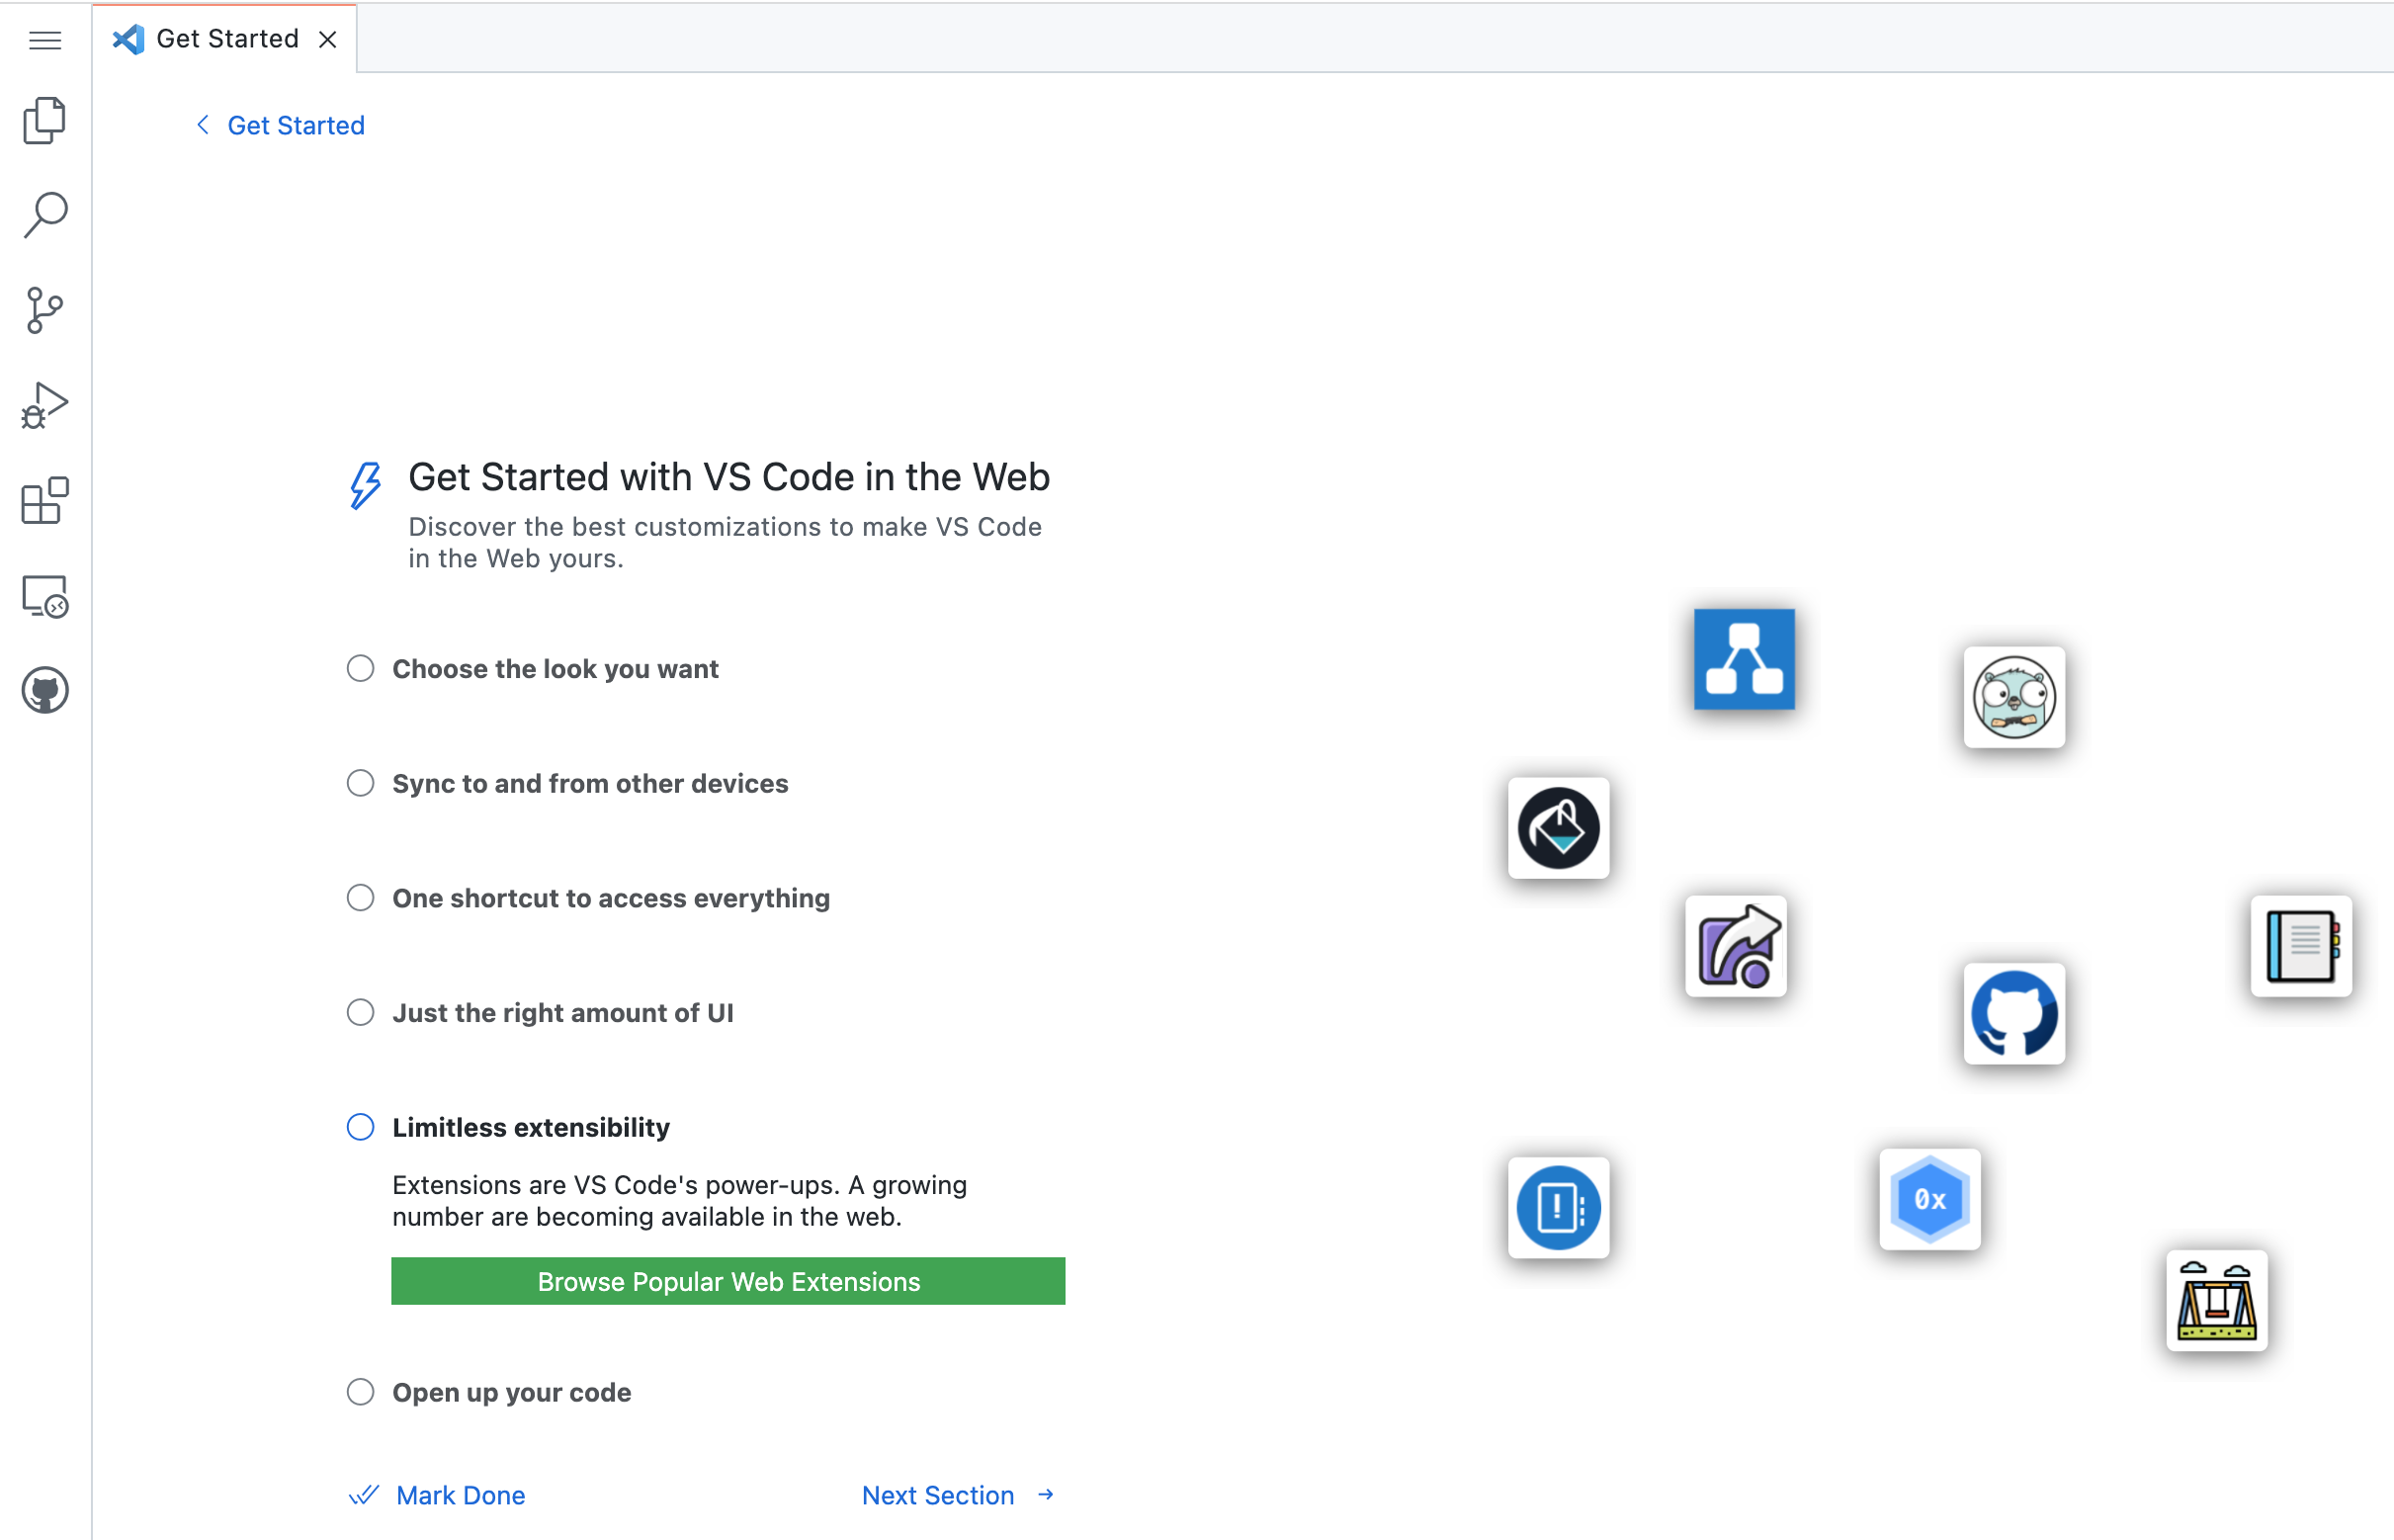 Get Started
Get Started
Get Started with VS Code in the Web
Discover the best customizations to make VS Code
in the Web yours.
Choose the look you want
Sync to and from other devices
One shortcut to access everything
Just the right amount of UI
Limitless extensibility
Extensions are VS Code's power-ups. A growing
number are becoming available in the web.
Browse Popular Web Extensions
Open up your code
Mark Done
Next Section
0x